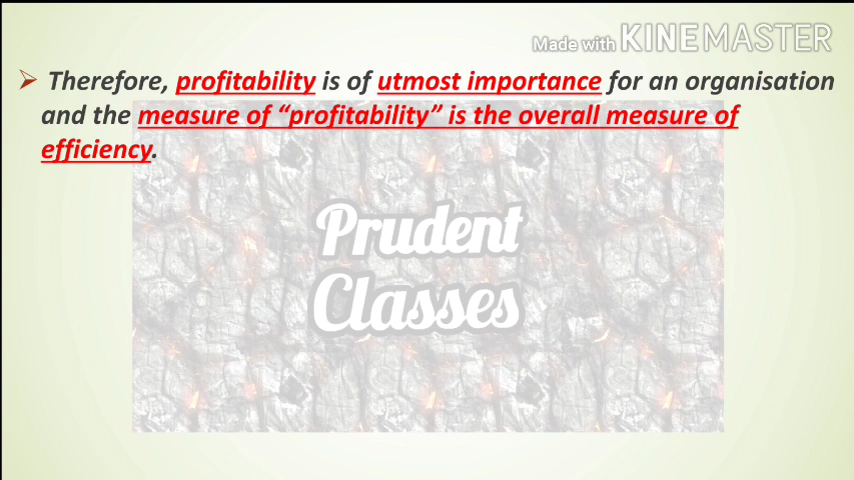 Made with KINEMASTER
Therefore, profitability is of utmost importance for an organisation
and the measure of “profitability” is the overall measure of
efficiency.
Prudent
Classes